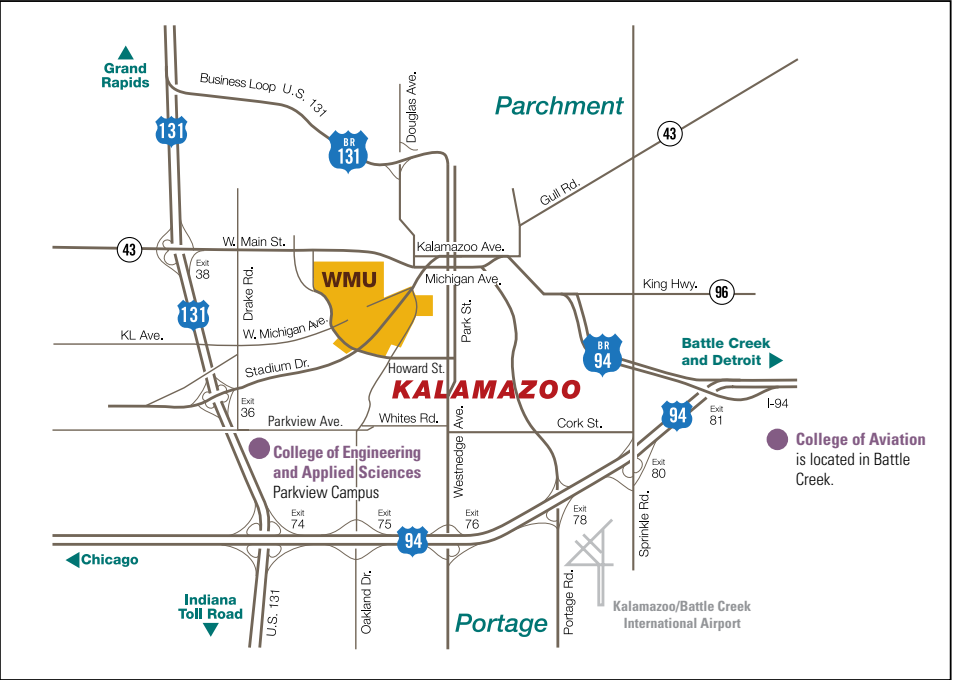 Grand
Rapids
Business Loop U.S. 131
Douglas Ave.
Parchment
131
BR
131
43
Gull Rd.
43
W. Main St.
Kalamazoo Ave.
Exit
38
WMU
Michigan Ave.
King Hwy.
96
Drake Rd.
131
Park St.
KL Ave.
W. Michigan Ave.
BR
94
Battle Creek
and Detroit
Stadium Dr.
Howard St.
KALAMAZOO
Exit
36
I-94
94
Exit
81
Parkview Ave.
Whites Rd.
Cork St.
College of Engineering
and Applied Sciences
Parkview Campus
Westnedge Ave.
College of Aviation
is located in Battle
Creek.
Exit
80
Exit
74
Exit
75
Exit
76
Exit
78
Sprinkle Rd.
94
Chicago
Indiana
Toll Road
U.S. 131
Oakland Dr.
Portage
Portage Rd.
Kalamazoo/Battle Creek
International Airport